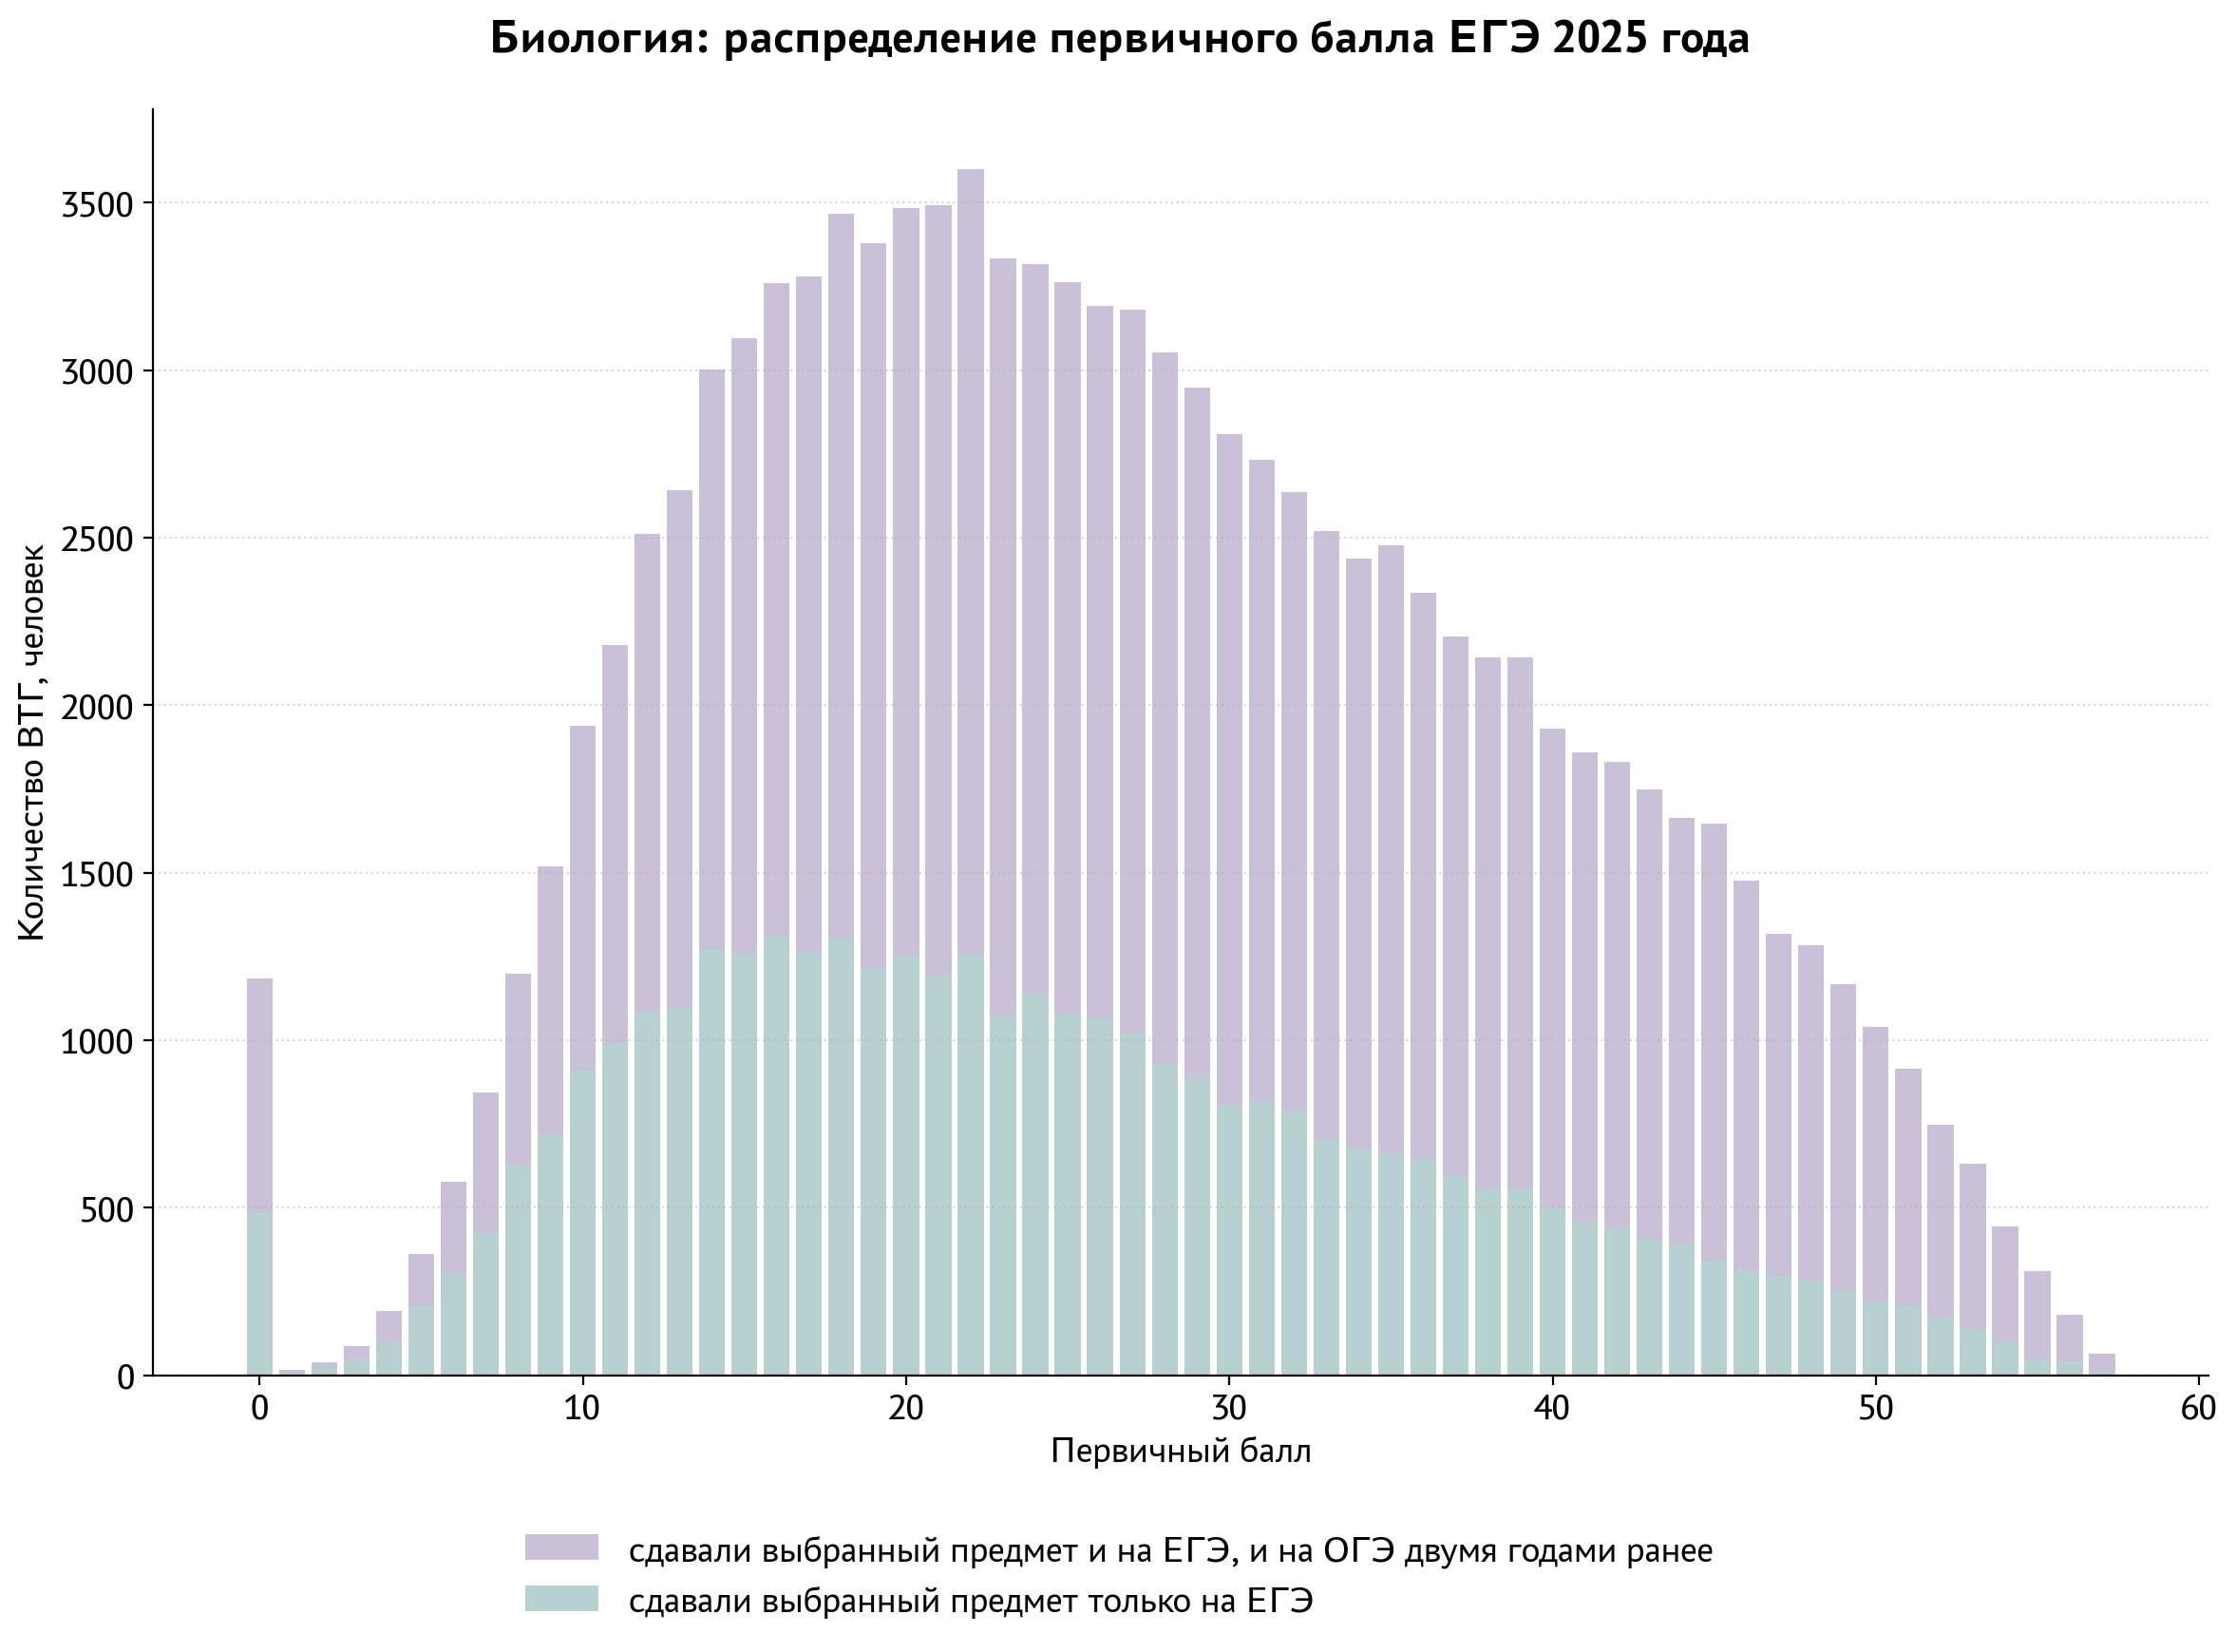 Биология: распределение первичного балла ЕГЭ 2025 года
Количество ВТГ, человек
3500
3000
2500
2000
1500
1000
500
0
0 10 20 30 40 50 60
Первичный балл
сдавали выбранный предмет и на ЕГЭ, и на ОГЭ двумя годами ранее
сдавали выбранный предмет только на ЕГЭ